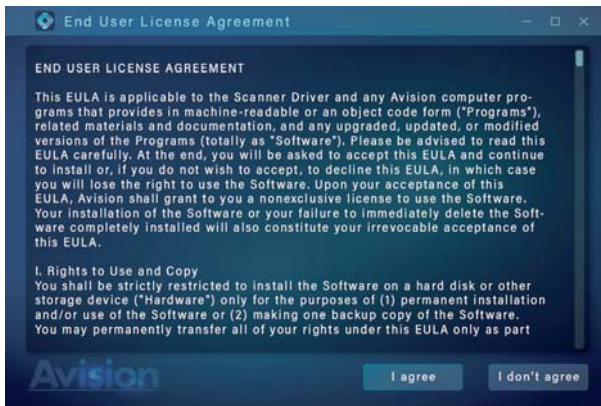 End User License Agreement
END USER LICENSE AGREEMENT
This EULA is applicable to the Scanner Driver and any Avision computer pro-
grams that provides in machine-readable or an object code form ("Programs"),
related materials and documentation, and any upgraded, updated, or modified
versions of the Programs (totally as "Software"). Please be advised to read this
EULA carefully. At the end, you will be asked to accept this EULA and continue
to install or, if you do not wish to accept, to decline this EULA, in which case
you will lose the right to use the Software. Upon your acceptance of this
EULA, Avision shall grant to you a nonexclusive license to use the Software.
Your installation of the Software or your failure to immediately delete the Soft-
ware completely installed will also constitute your irrevocable acceptance of
this EULA.
I. Rights to Use and Copy
You shall be strictly restricted to install the Software on a hard disk or other
storage device ("Hardware") only for the purposes of (1) permanent installation
and/or use of the Software or (2) making one backup copy of the Software.
You may permanently transfer all of your rights under this EULA only as part
Avision
I agree
I don't agree